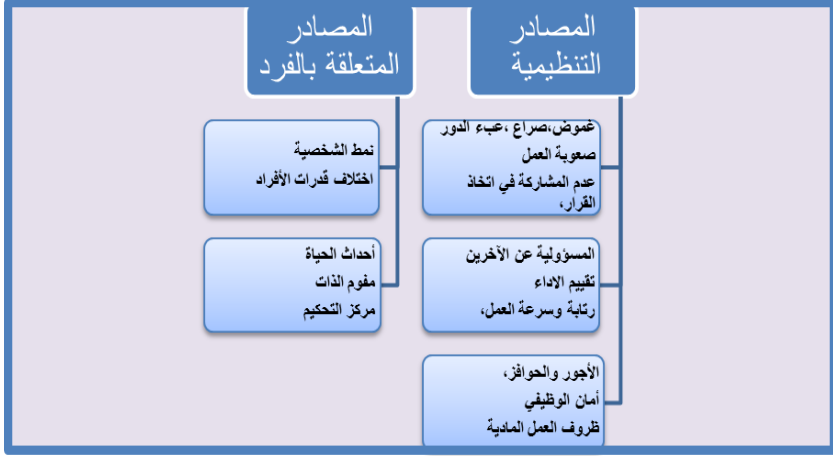 المصادر
التنظيمية
غموض،صراع ،عبء الدور
صعوبة العمل
عدم المشاركة في اتخاذ
القرار،
المسؤولية عن الآخرين
تقييم الاداء
رتابة وسرعة العمل،
الأجور والحوافز،
أمان الوظيفي
ظروف العمل المادية
المصادر
المتعلقة بالفرد
نمط الشخصية
اختلاف قدرات الأفراد
أحداث الحياة
مفوم الذات
مركز التحكيم